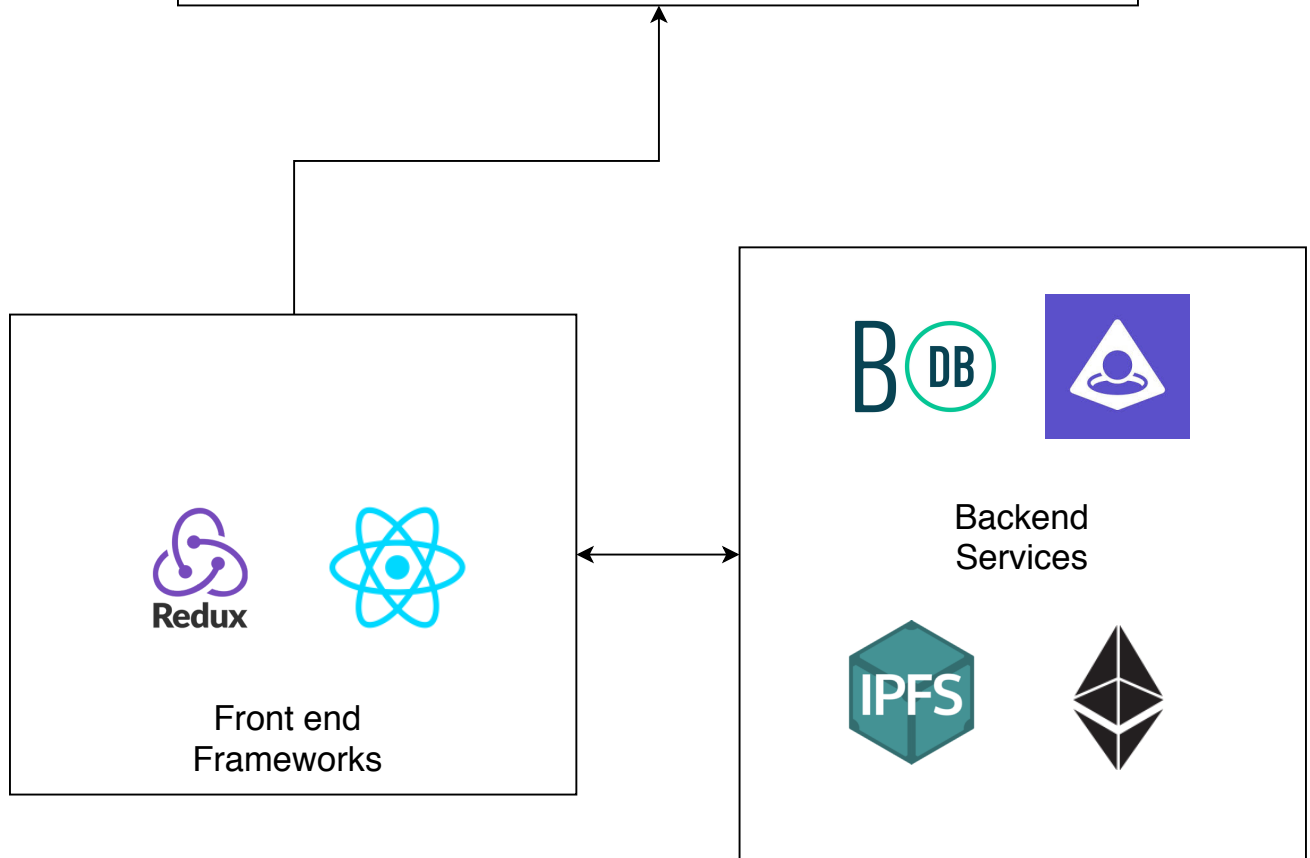 B DB
Backend
Services
Redux
IPFS
Front end
Frameworks